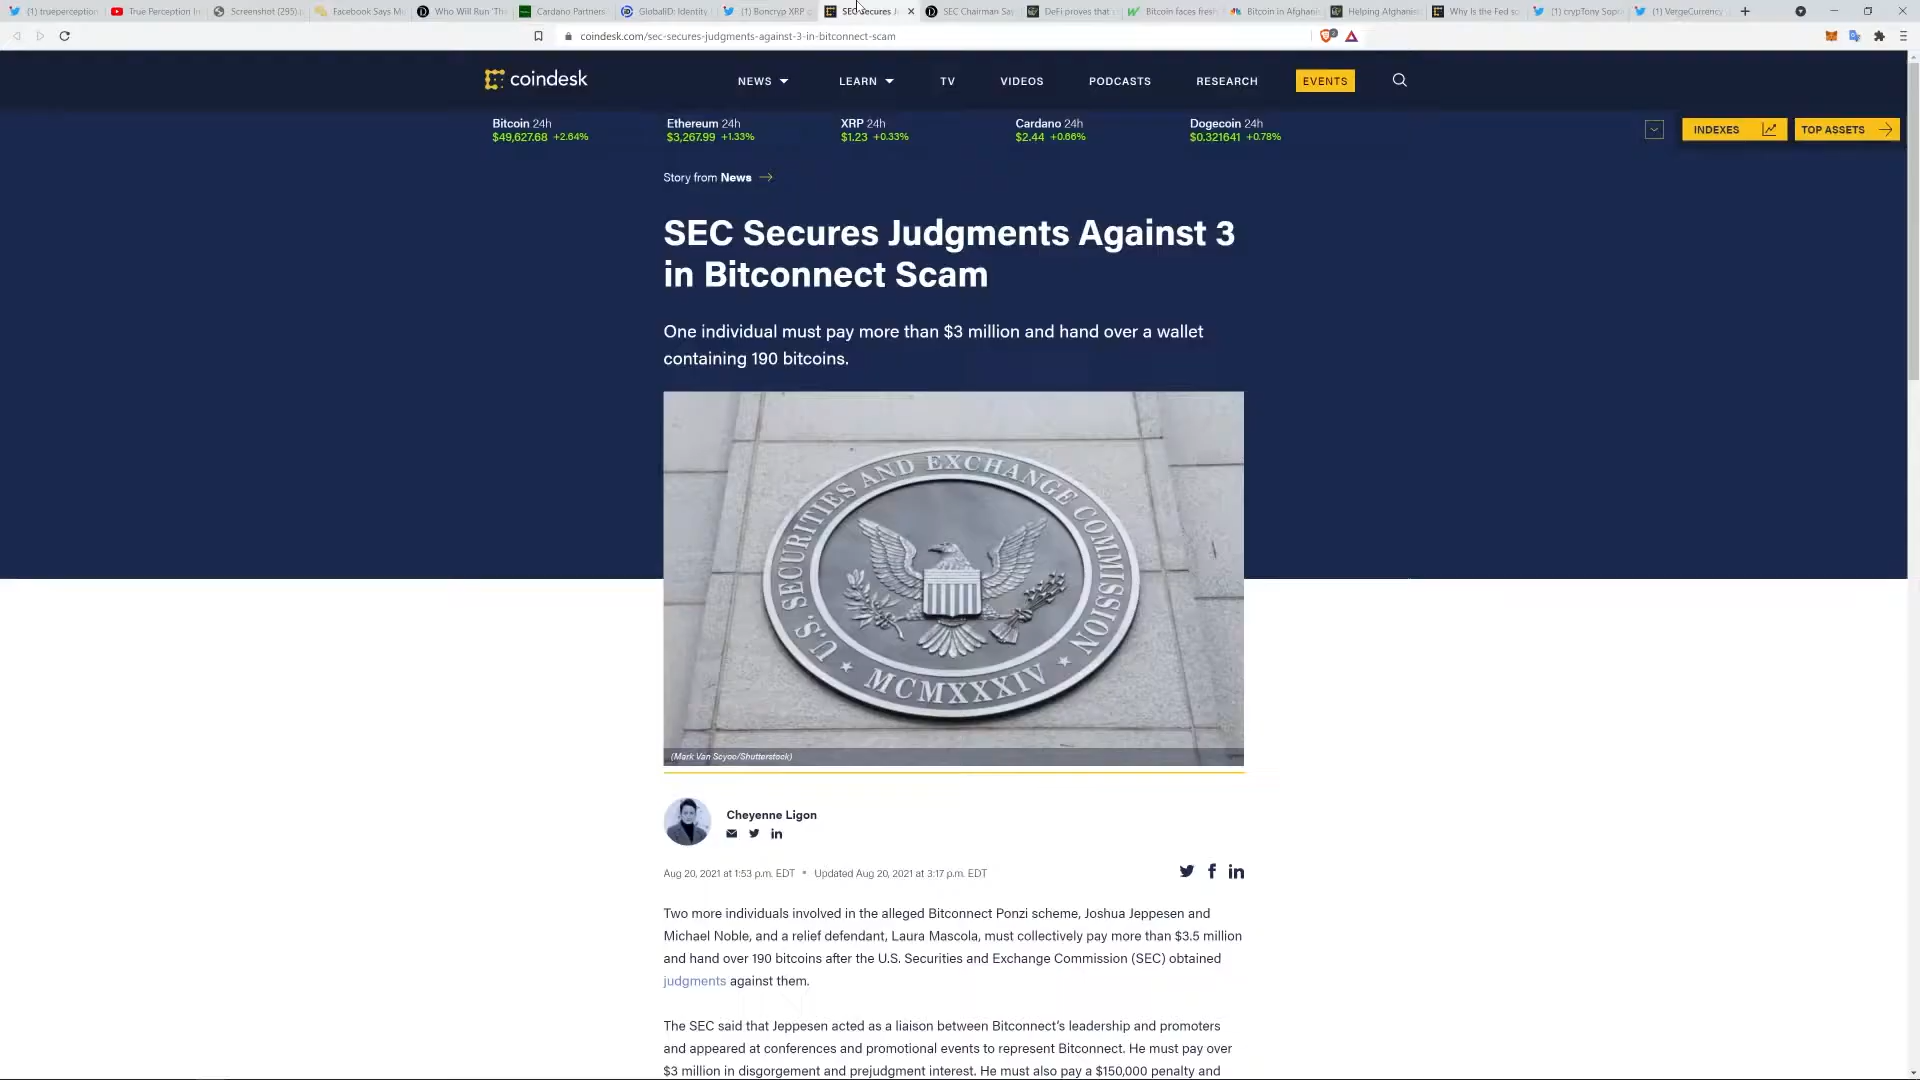 (1) trueperception
True Perception In
Screenshot (295).
Facebook Says M
Who Will Run 'Th
Cardano Partners
GlobaliD: Identity
(1) Boncryp XRP
SEC Secures J
SEC Chairman Say
DeFi proves that
Bitcoin faces fresh
Bitcoin in Afghani
Helping Afghanist
Why Is the Fed so
(1) crypTony Sop
(1) VergeCurrency
coindesk.com/sec-secures-judgments-against-3-in-bitconnect-scam
coindesk
NEWS
LEARN
TV
VIDEOS
PODCASTS
RESEARCH
EVENTS
Bitcoin 24h
$49,627.68 +2.64%
Ethereum 24h
$3,267.99 +1.33%
XRP 24h
$1.23 +0.33%
Cardano 24h
$2.44 +0.66%
Dogecoin 24h
$0.321641 +0.78%
INDEXES
TOP ASSETS
Story from News
SEC Secures Judgments Against 3
in Bitconnect Scam
One individual must pay more than $3 million and hand over a wallet
containing 190 bitcoins.
U.S. SECURITIES AND EXCHANGE COMMISSION
MCMXXXIV
(Mark Van Scyoc/Shutterstock)
Cheyenne Ligon
Aug 20, 2021 at 1:53 p.m. EDT • Updated Aug 20, 2021 at 3:17 p.m. EDT
Two more individuals involved in the alleged Bitconnect Ponzi scheme, Joshua Jeppesen and
Michael Noble, and a relief defendant, Laura Mascola, must collectively pay more than $3.5 million
and hand over 190 bitcoins after the U.S. Securities and Exchange Commission (SEC) obtained
judgments against them.
The SEC said that Jeppesen acted as a liaison between Bitconnect's leadership and promoters
and appeared at conferences and promotional events to represent Bitconnect. He must pay over
$3 million in disgorgement and prejudgment interest. He must also pay a $150,000 penalty and